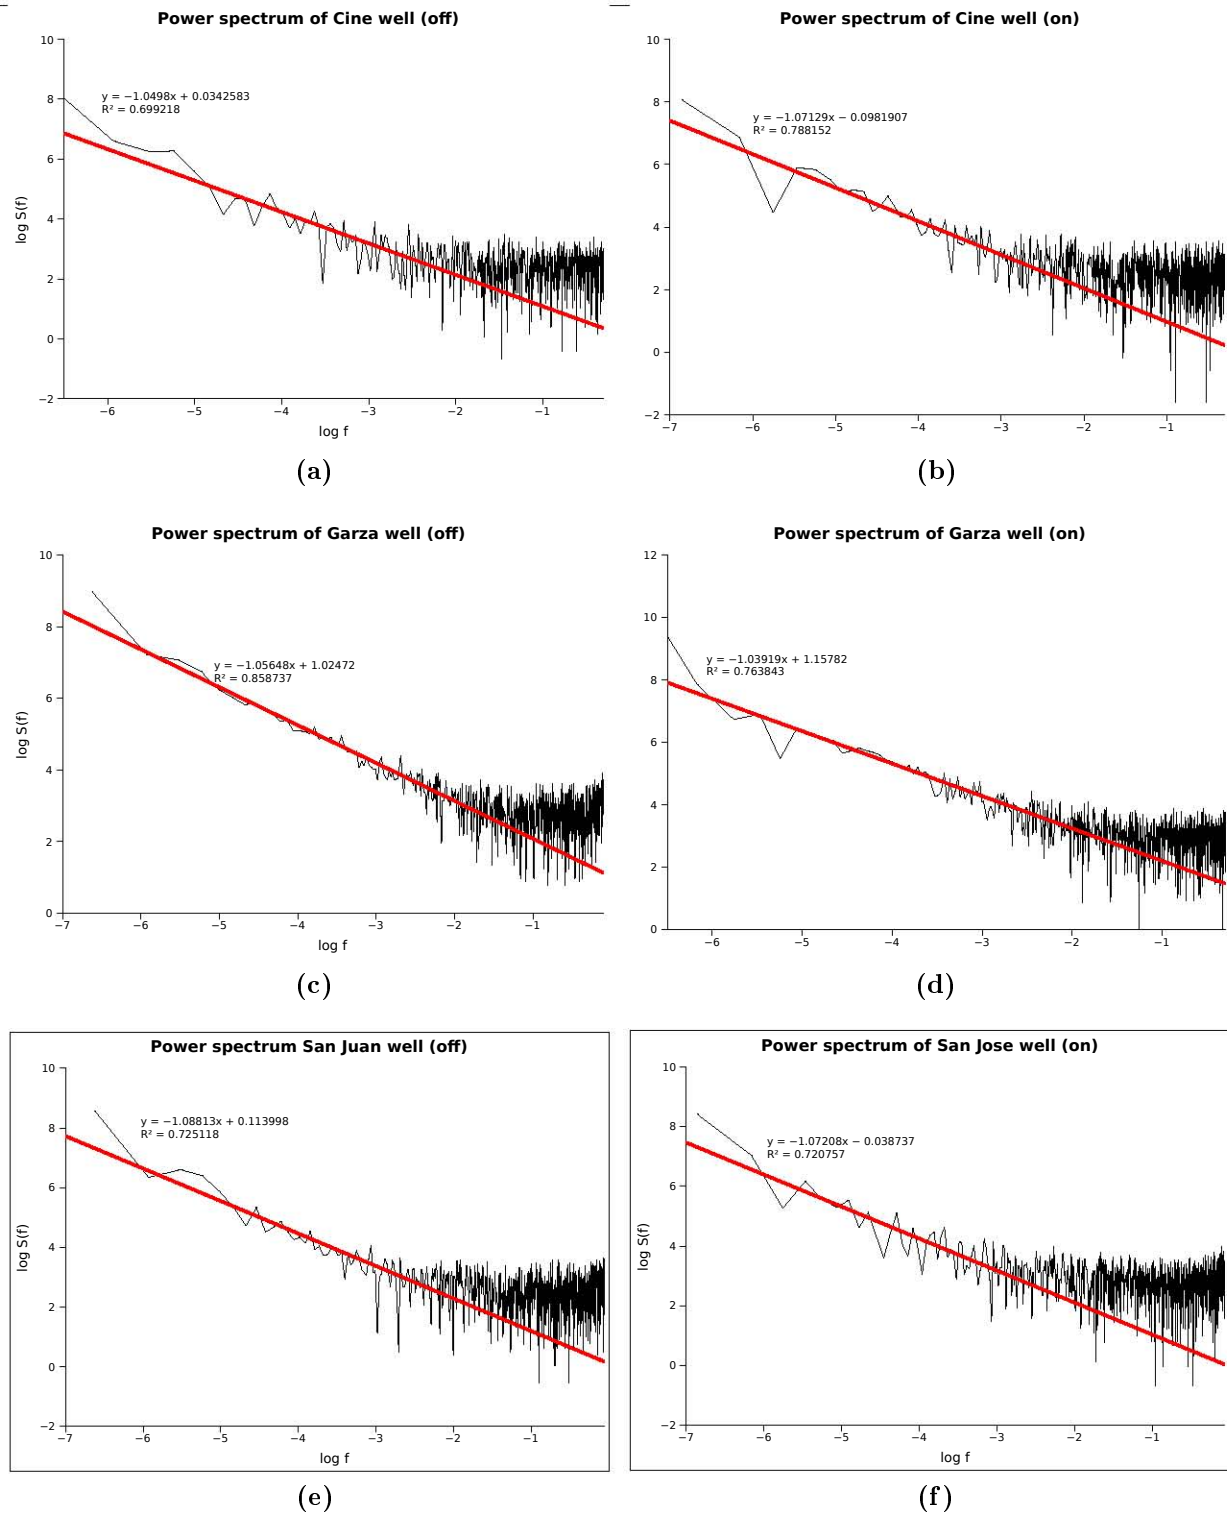 Power spectrum of Cine well (off)
10
8
6
4
2
0
−2
log S(f)
y = −1.0498x + 0.0342583
R² = 0.699218
−6 −5 −4 −3 −2 −1
log f
(a)
Power spectrum of Cine well (on)
10
8
6
4
2
0
−2
y = −1.07129x − 0.0981907
R² = 0.788152
−7 −6 −5 −4 −3 −2 −1
(b)
Power spectrum of Garza well (off)
10
8
6
4
2
0
log S(f)
y = −1.05648x + 1.02472
R² = 0.858737
−7 −6 −5 −4 −3 −2 −1
log f
(c)
Power spectrum of Garza well (on)
12
10
8
6
4
2
0
y = −1.03919x + 1.15782
R² = 0.763843
−6 −5 −4 −3 −2 −1
(d)
Power spectrum San Juan well (off)
10
8
6
4
2
0
−2
log S(f)
y = −1.08813x + 0.113998
R² = 0.725118
−7 −6 −5 −4 −3 −2 −1
log f
(e)
Power spectrum of San Jose well (on)
10
8
6
4
2
0
−2
log S(f)
y = −1.07208x − 0.038737
R² = 0.720757
−7 −6 −5 −4 −3 −2 −1
log f
(f)